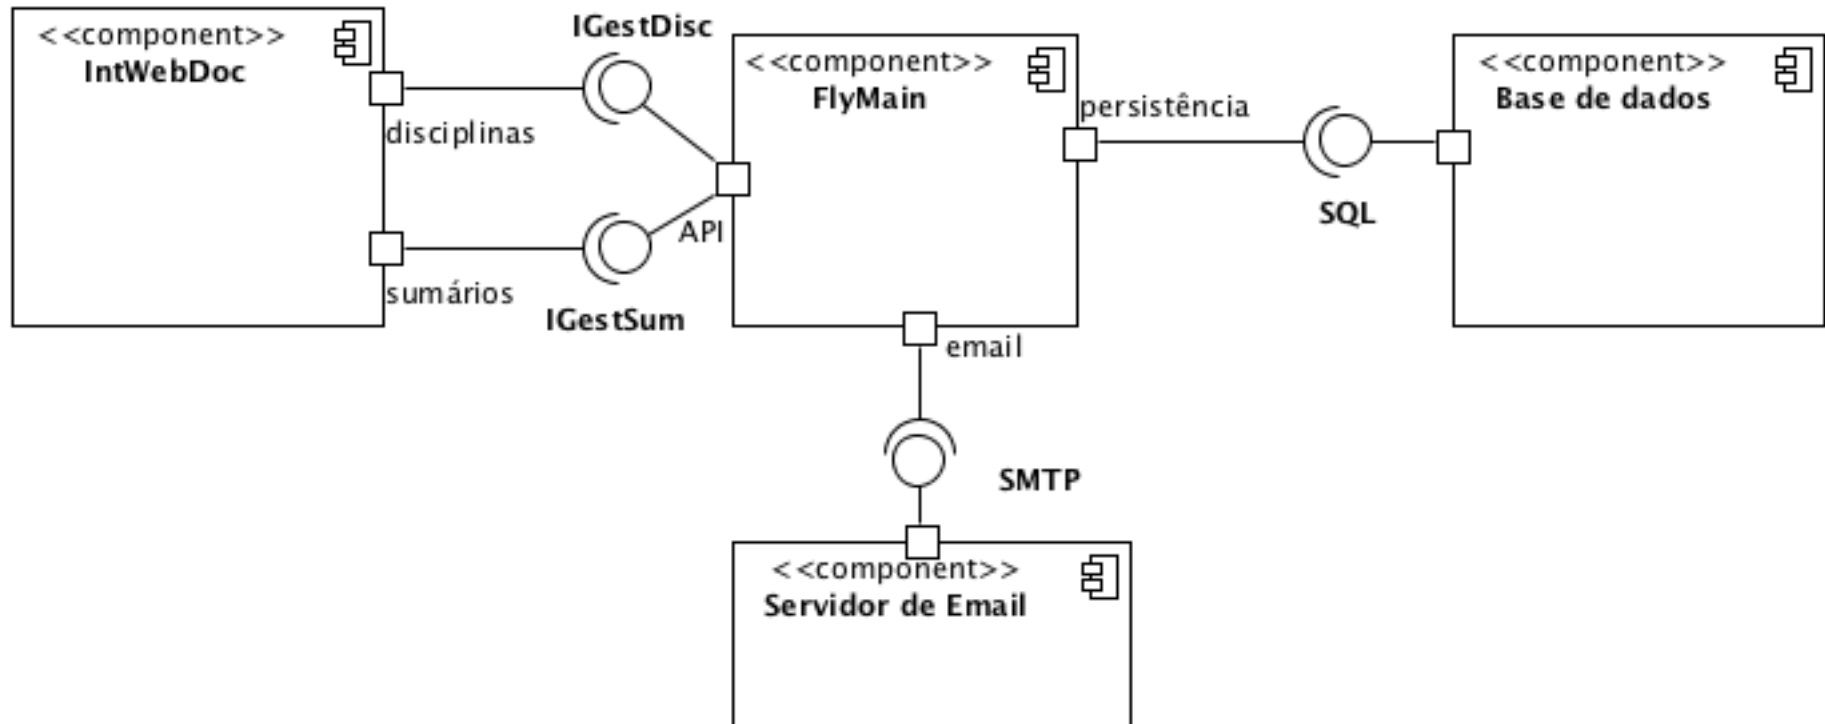 <<component>>
IntWebDoc
disciplinas
sumários
IGestDisc
IGestSum
API
<<component>>
FlyMain
persistência
email
SQL
<<component>>
Base de dados
SMTP
<<component>>
Servidor de Email